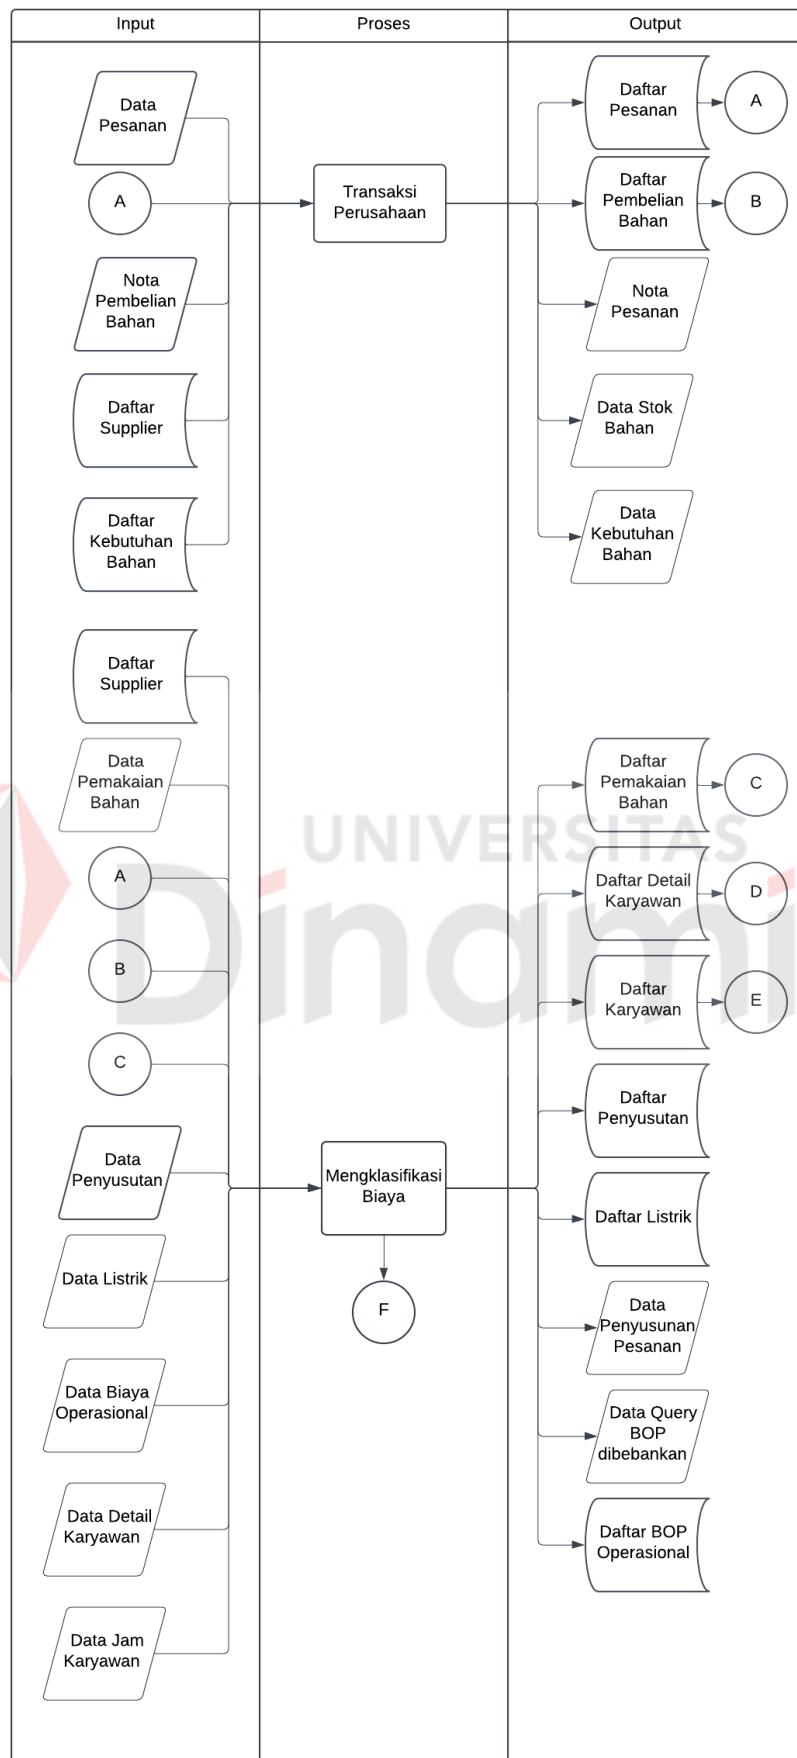 Input
Proses
Output
Data
Pesanan
A
Nota
Pembelian
Bahan
Daftar
Supplier
Daftar
Kebutuhan
Bahan
Transaksi
Perusahaan
Daftar
Pesanan
A
Daftar
Pembelian
Bahan
B
Nota
Pesanan
Data Stok
Bahan
Data
Kebutuhan
Bahan
Daftar
Supplier
Data
Pemakaian
Bahan
A
B
C
Data
Penyusutan
Data Listrik
Data Biaya
Operasional
Data Detail
Karyawan
Data Jam
Karyawan
Mengklasifikasi
Biaya
F
Daftar
Pemakaian
Bahan
C
Daftar Detail
Karyawan
D
Daftar
Karyawan
E
Daftar
Penyusutan
Daftar Listrik
Data
Penyusunan
Pesanan
Data Query
BOP
dibebankan
Daftar BOP
Operasional
UNIVERSITAS
Dinami